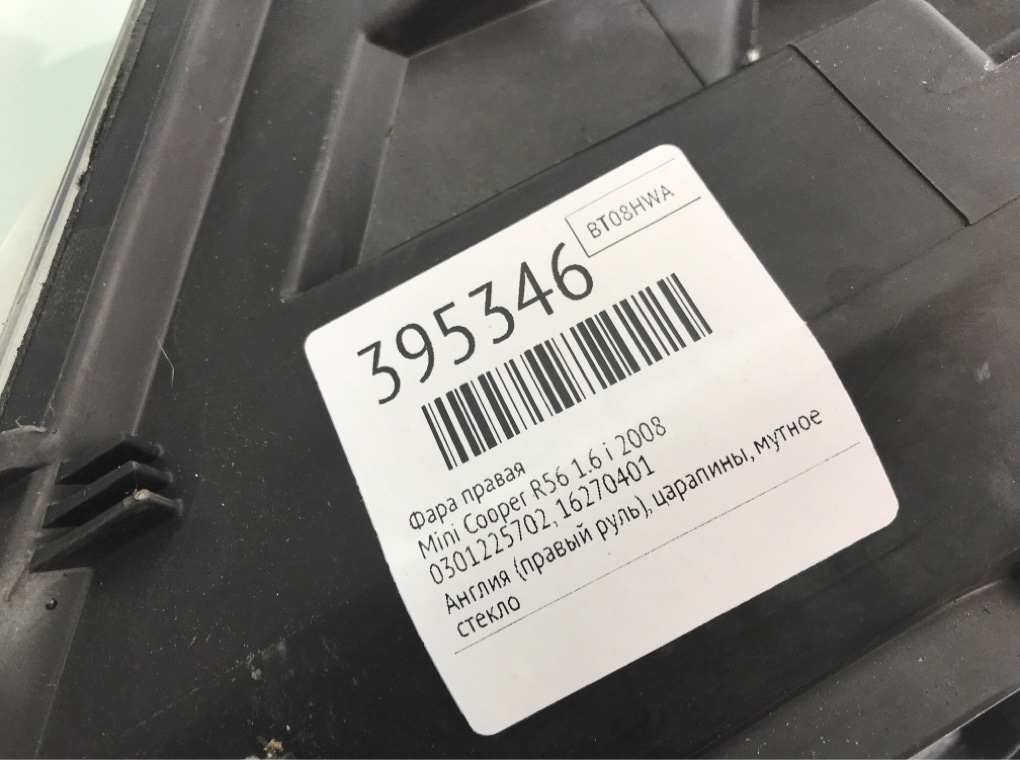 BT08HWA
395346
Фара правая
Mini Cooper R56 1.6 i 2008
0301225702, 16270401
Англия (правый руль), царапины, мутное
стекло